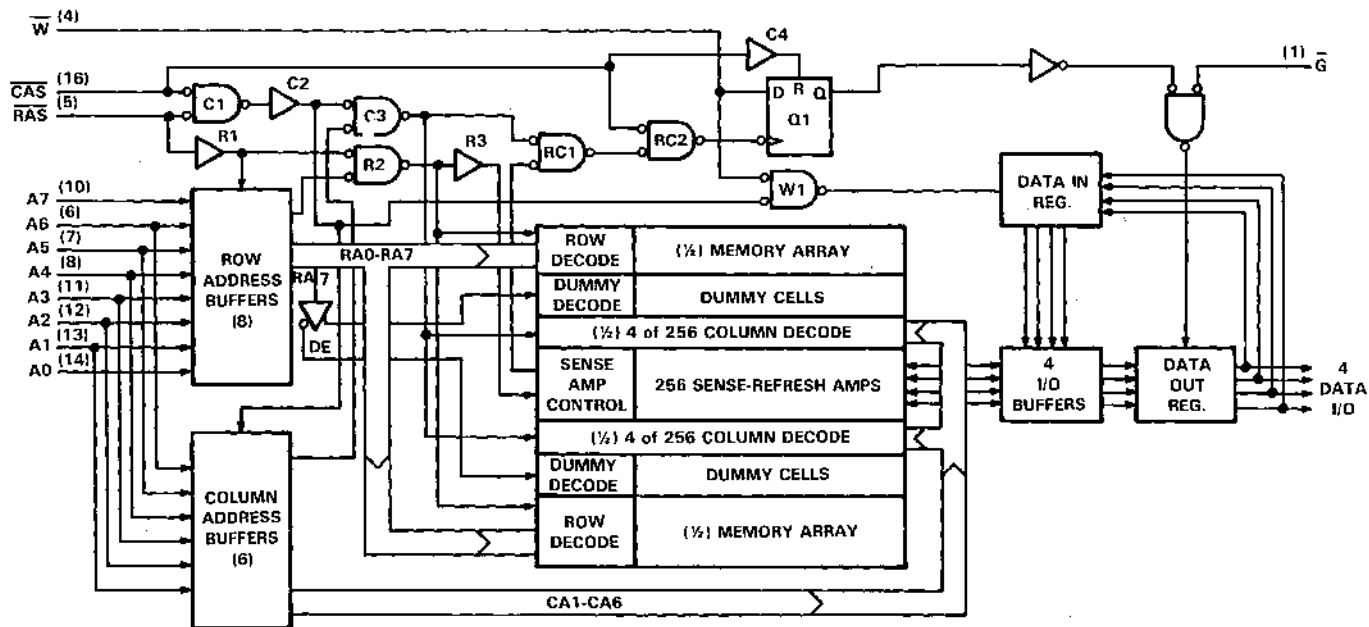 W (4)
CAS (16)
RAS (5)
C1
C2
C3
C4
R1
R2
R3
RC1
RC2
D R Q
Q1
W1
(1) G
A7 (10)
A6 (6)
A5 (7)
A4 (8)
A3 (11)
A2 (12)
A1 (13)
A0 (14)
ROW
ADDRESS
BUFFERS
(8)
RA0-RA7
RA7
DE
COLUMN
ADDRESS
BUFFERS
(6)
CA1-CA6
ROW
DECODE
(½) MEMORY ARRAY
DUMMY
DECODE
DUMMY CELLS
(½) 4 of 256 COLUMN DECODE
SENSE
AMP
CONTROL
256 SENSE-REFRESH AMPS
(½) 4 of 256 COLUMN DECODE
DUMMY
DECODE
DUMMY CELLS
ROW
DECODE
(½) MEMORY ARRAY
DATA IN
REG.
4
I/O
BUFFERS
DATA
OUT
REG.
4
DATA
I/O